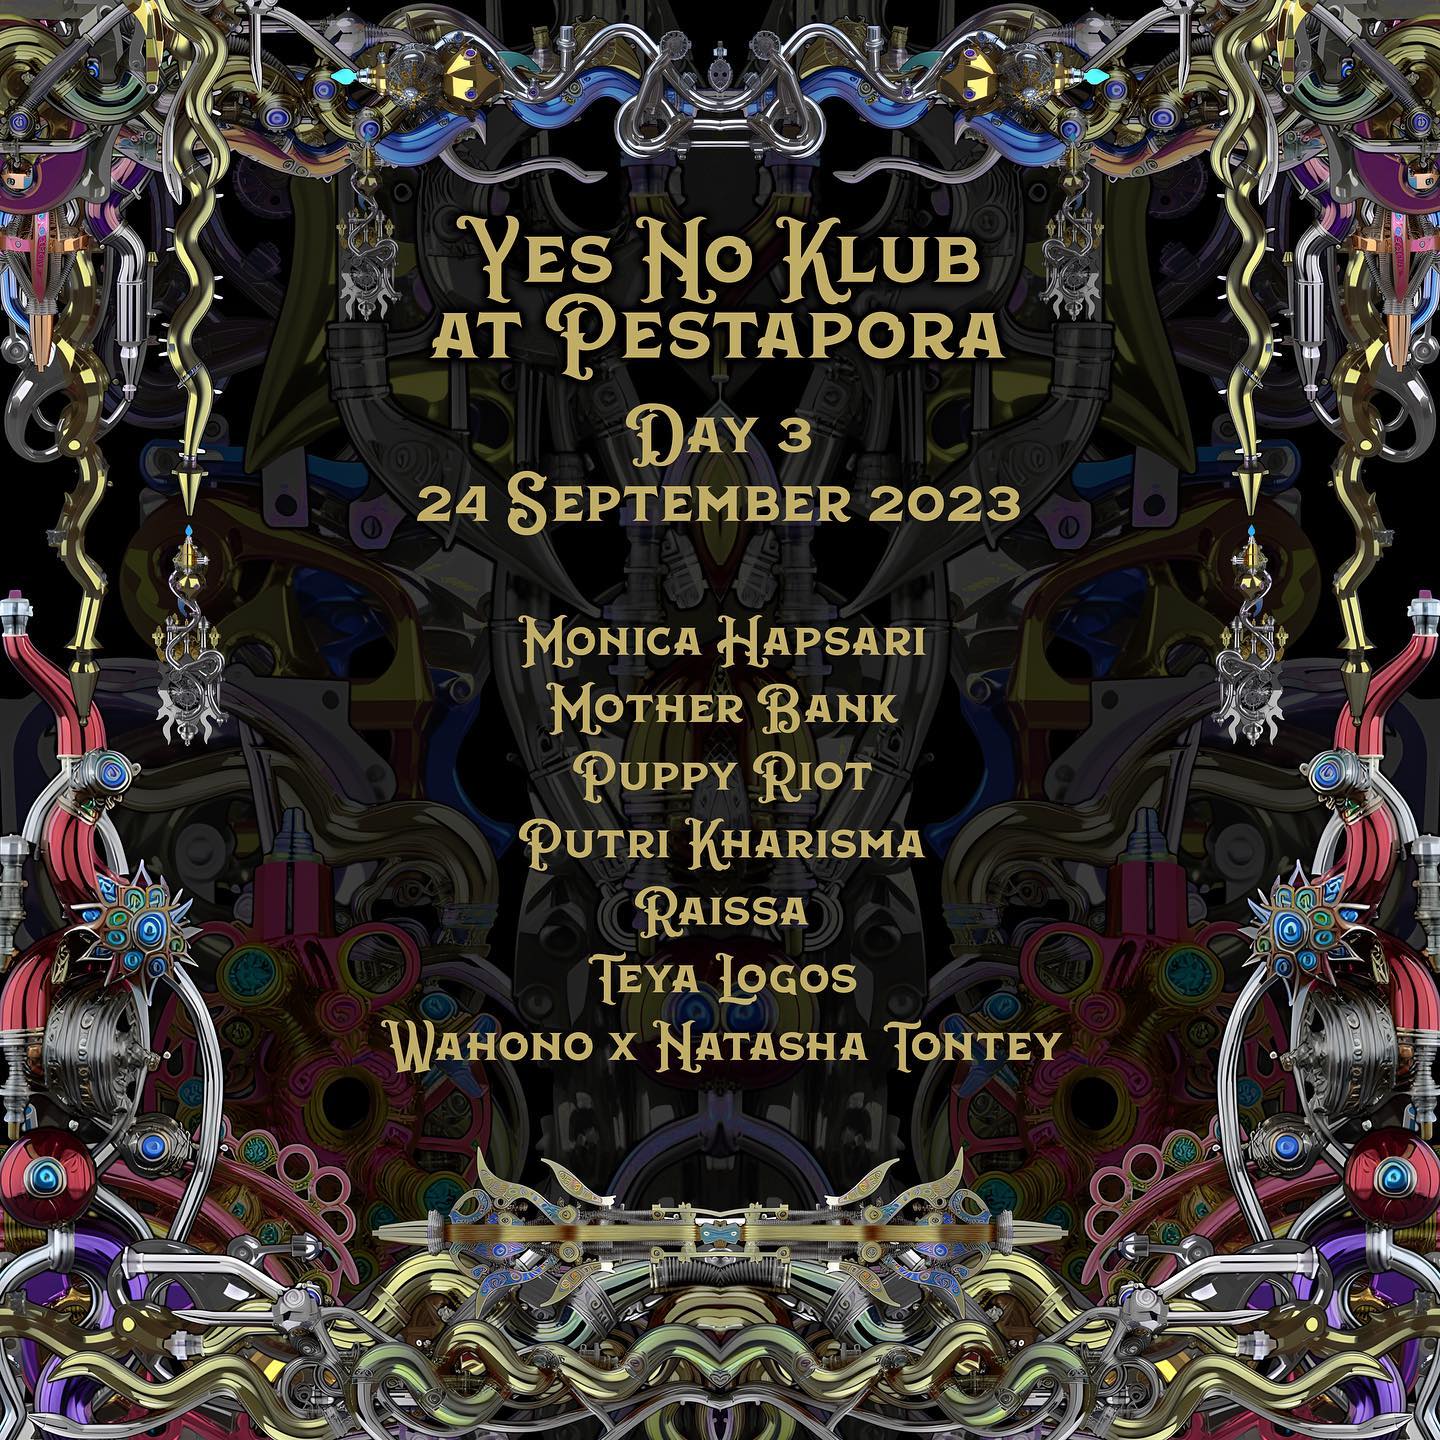 Yes No Klub
at Pestapora
Day 3
24 September 2023
Monica Hapsari
Mother Bank
Puppy Riot
Putri Kharisma
Raissa
Teya Logos
Wahono x Natasha Tontey